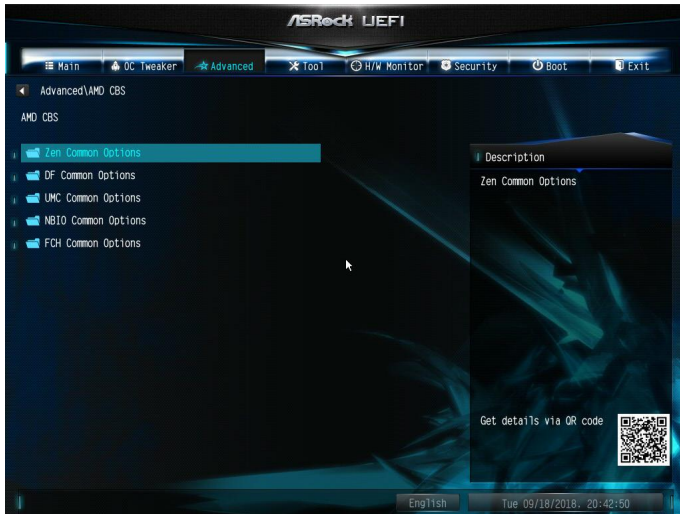 ASRock UEFI
Main
OC Tweaker
Advanced
Tool
H/W Monitor
Security
Boot
Exit
Advanced\AMD CBS
AMD CBS
Zen Common Options
DF Common Options
UMC Common Options
NBIO Common Options
FCH Common Options
Description
Zen Common Options
Get details via QR code
English
Tue 09/18/2018. 20:42:50